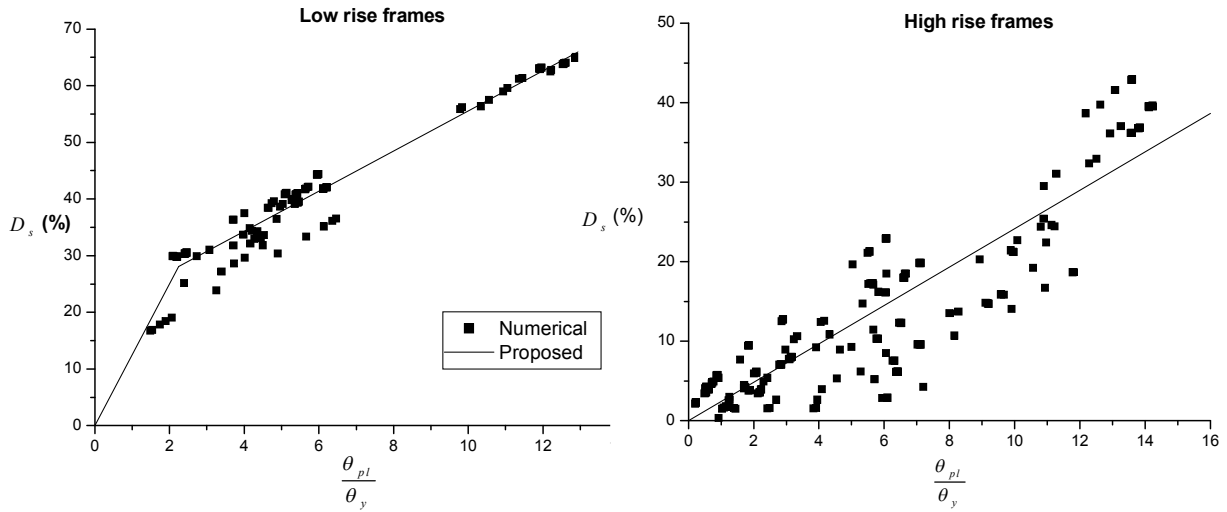 Low rise frames
70
60
50
40
30
20
10
0
D_s (%)
0 2 4 6 8 10 12
θ_pl
θ_y
Numerical
Proposed
High rise frames
50
40
30
20
10
0
D_s (%)
0 2 4 6 8 10 12 14 16
θ_pl
θ_y